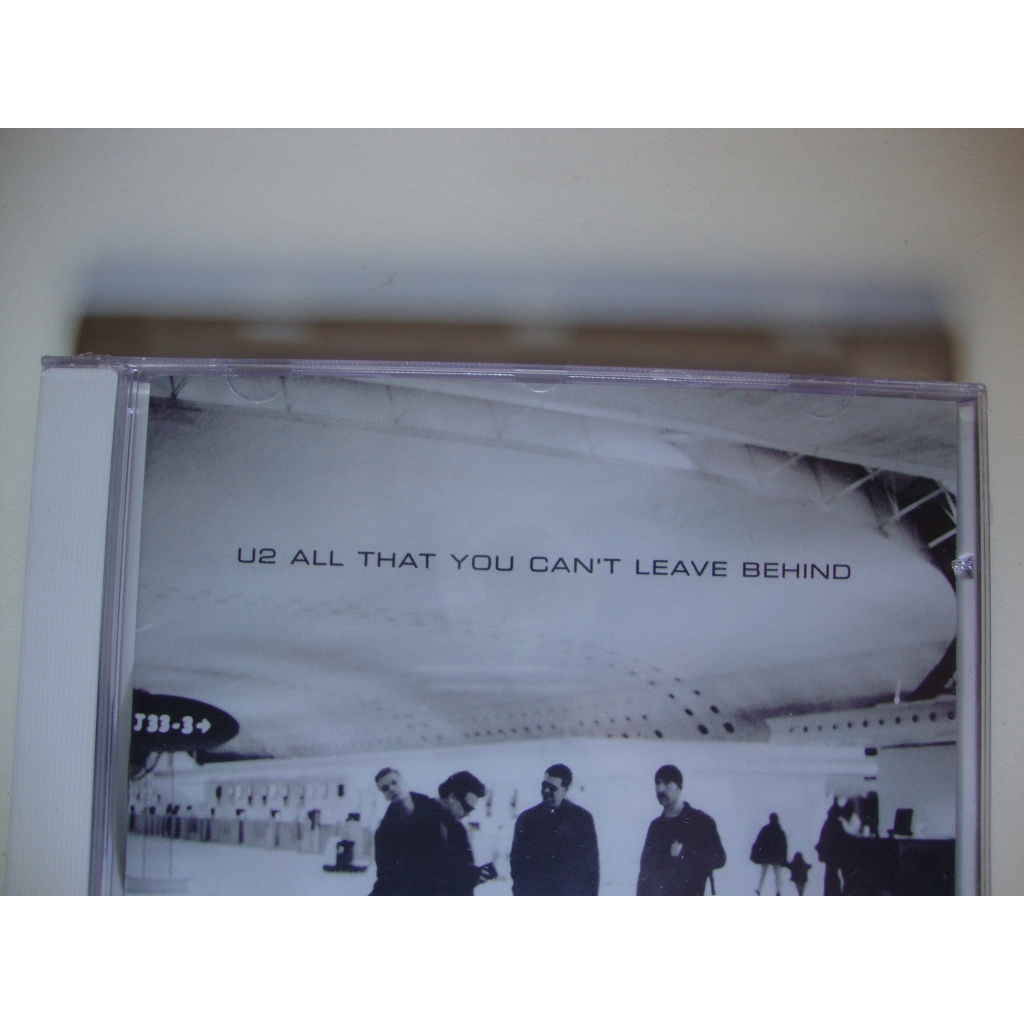 U2 ALL THAT YOU CAN'T LEAVE BEHIND
J33-3→